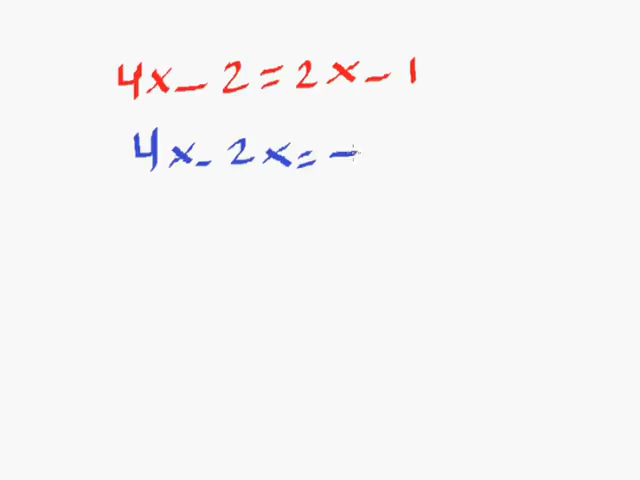 4x - 2 = 2x - 1
4x - 2x = -